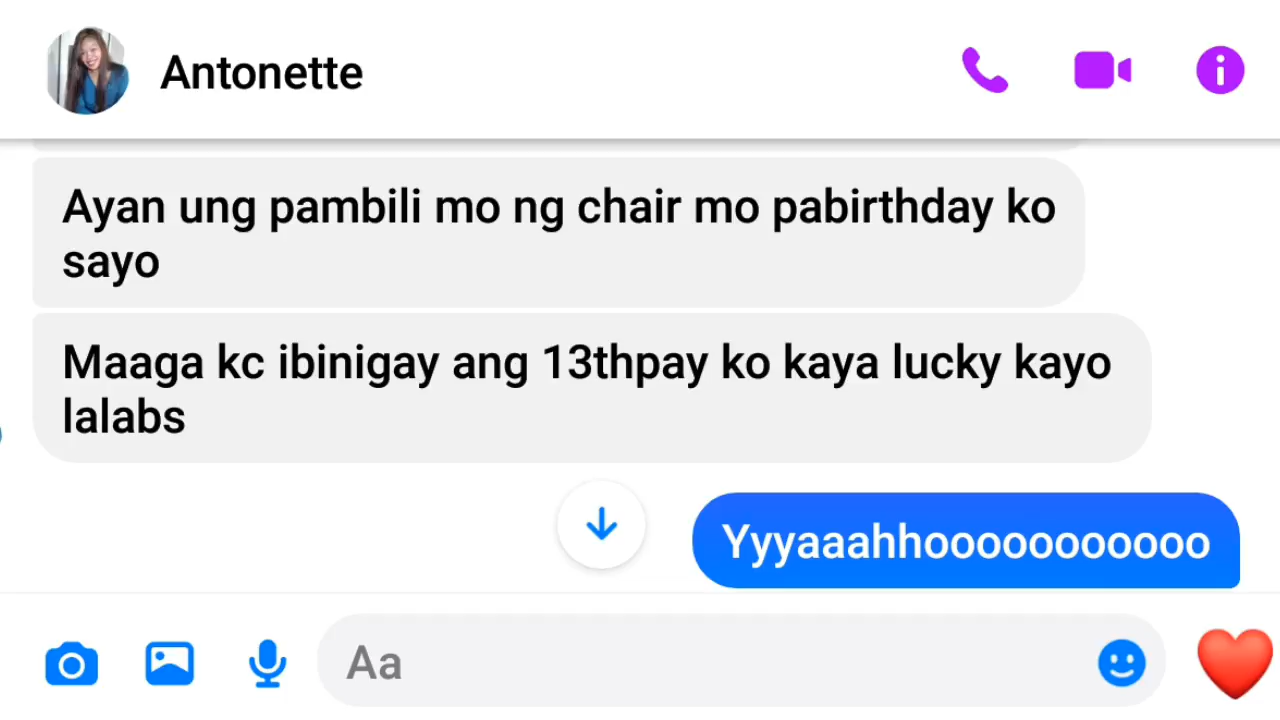 Antonette
Ayan ung pambili mo ng chair mo pabirthday ko
sayo
Maaga kc ibinigay ang 13thpay ko kaya lucky kayo
lalabs
Yyyaaahhooooooooooo
Aa